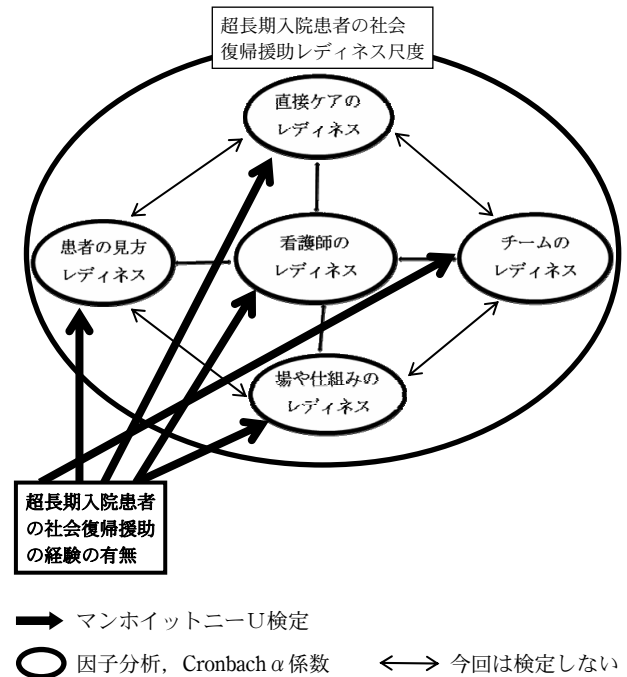 超長期入院患者の社会
復帰援助レディネス尺度
直接ケアの
レディネス
患者の見方
レディネス
看護師の
レディネス
チームの
レディネス
場や仕組みの
レディネス
超長期入院患者
の社会復帰援助
の経験の有無
マンホイットニーU検定
因子分析，Cronbach α 係数
今回は検定しない